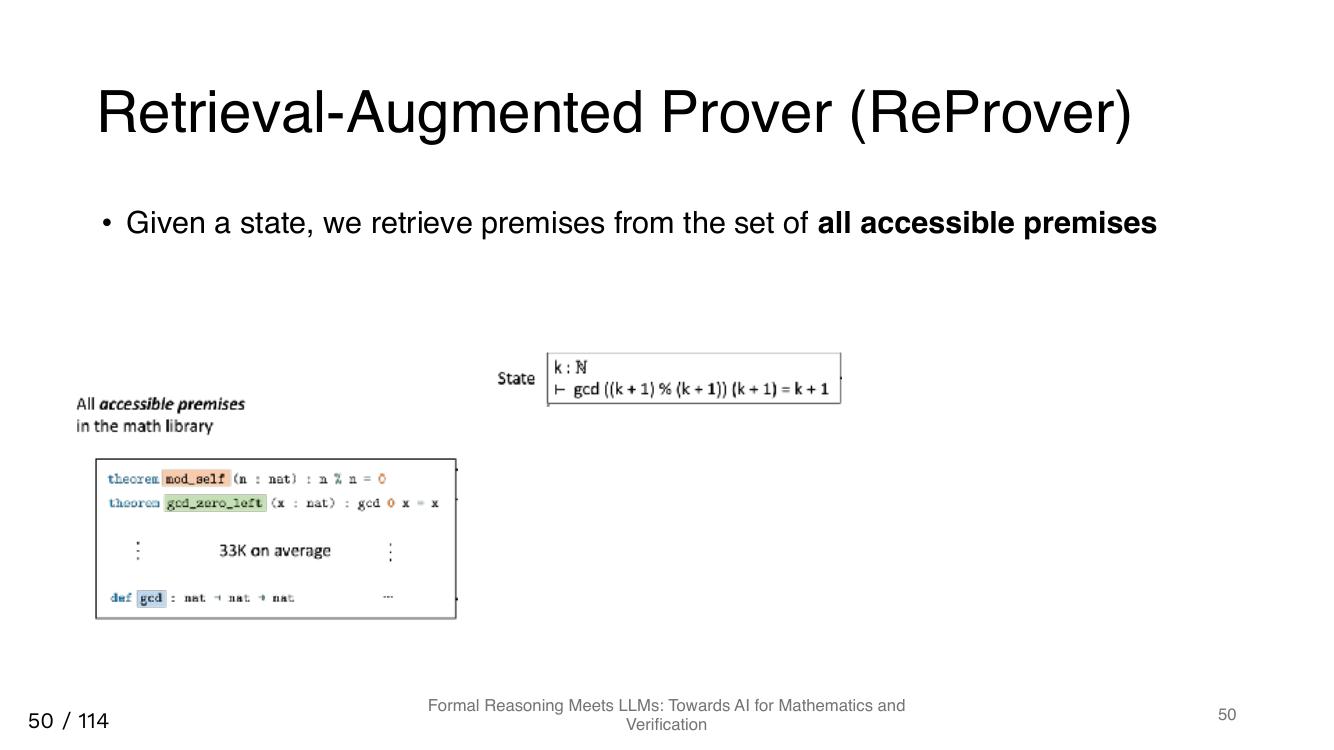 Retrieval-Augmented Prover (ReProver)
• Given a state, we retrieve premises from the set of all accessible premises
State
k : ℕ
⊢ gcd ((k + 1) % (k + 1)) (k + 1) = k + 1
All accessible premises
in the math library
theorem mod_self (n : nat) : n % n = 0
theorem gcd_zero_left (x : nat) : gcd 0 x = x
⋮ 33K on average ⋮
def gcd : nat → nat → nat ...
Formal Reasoning Meets LLMs: Towards AI for Mathematics and
Verification
50 / 114
50